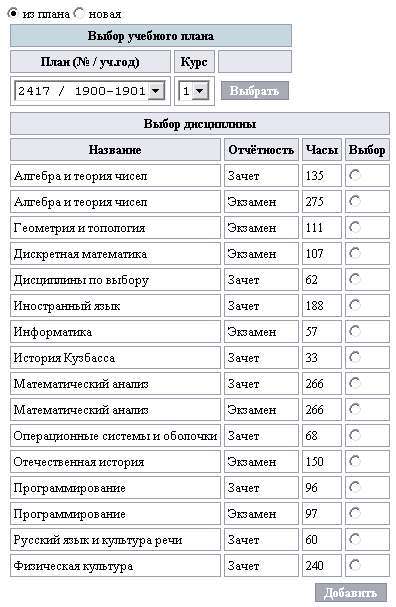 из плана новая
Выбор учебного плана
План (№ / уч.год) Курс
2417 / 1900-1901 1 Выбрать
Выбор дисциплины
Название Отчётность Часы Выбор
Алгебра и теория чисел Зачет 135
Алгебра и теория чисел Экзамен 275
Геометрия и топология Экзамен 111
Дискретная математика Экзамен 107
Дисциплины по выбору Зачет 62
Иностранный язык Зачет 188
Информатика Экзамен 57
История Кузбасса Зачет 33
Математический анализ Зачет 266
Математический анализ Экзамен 266
Операционные системы и оболочки Зачет 68
Отечественная история Экзамен 150
Программирование Зачет 96
Программирование Экзамен 97
Русский язык и культура речи Зачет 60
Физическая культура Зачет 240
Добавить